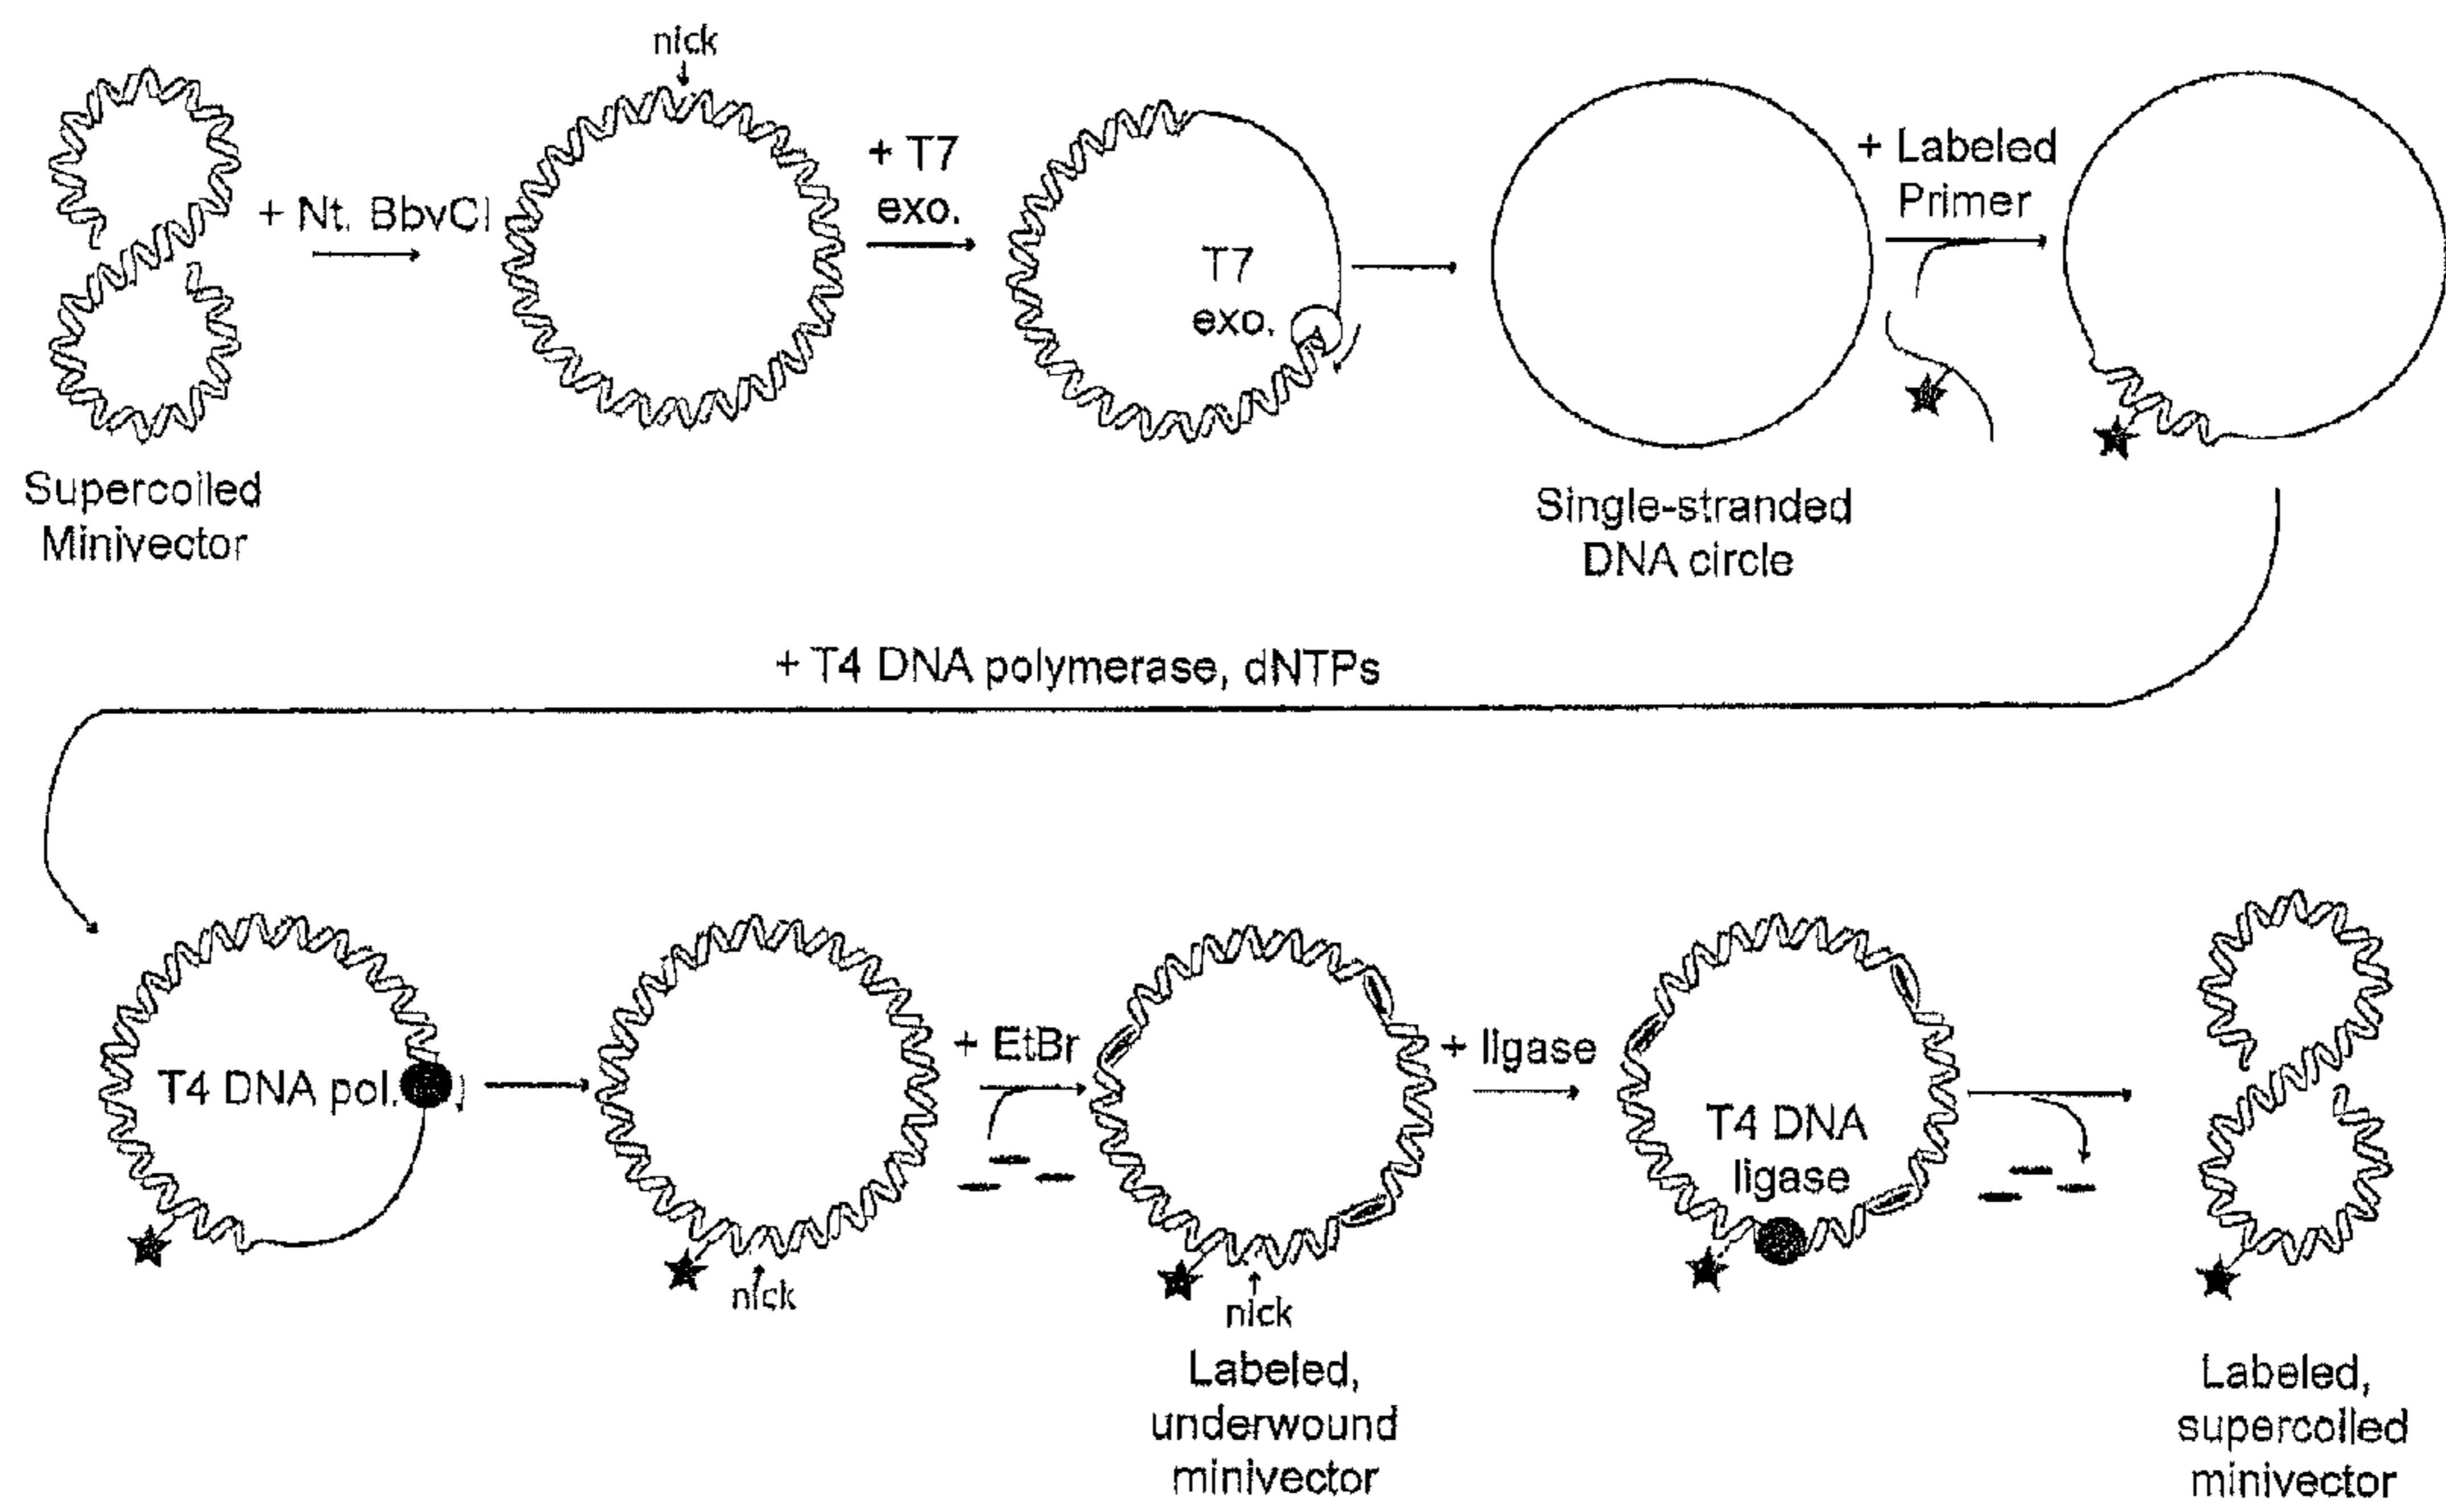 nick
+ Nt. BbvCI
+ T7
exo.
T7
exo.
+ Labeled
Primer
Supercoiled
Minivector
Single-stranded
DNA circle
+ T4 DNA polymerase, dNTPs
T4 DNA pol.
nick
+ EtBr
nick
Labeled,
underwound
minivector
+ ligase
T4 DNA
ligase
Labeled,
supercoiled
minivector